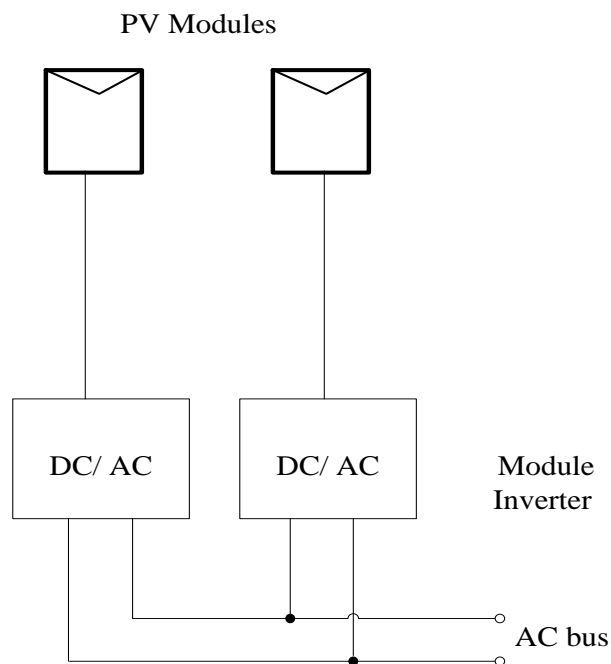 PV Modules
DC/ AC
DC/ AC
Module
Inverter
AC bus